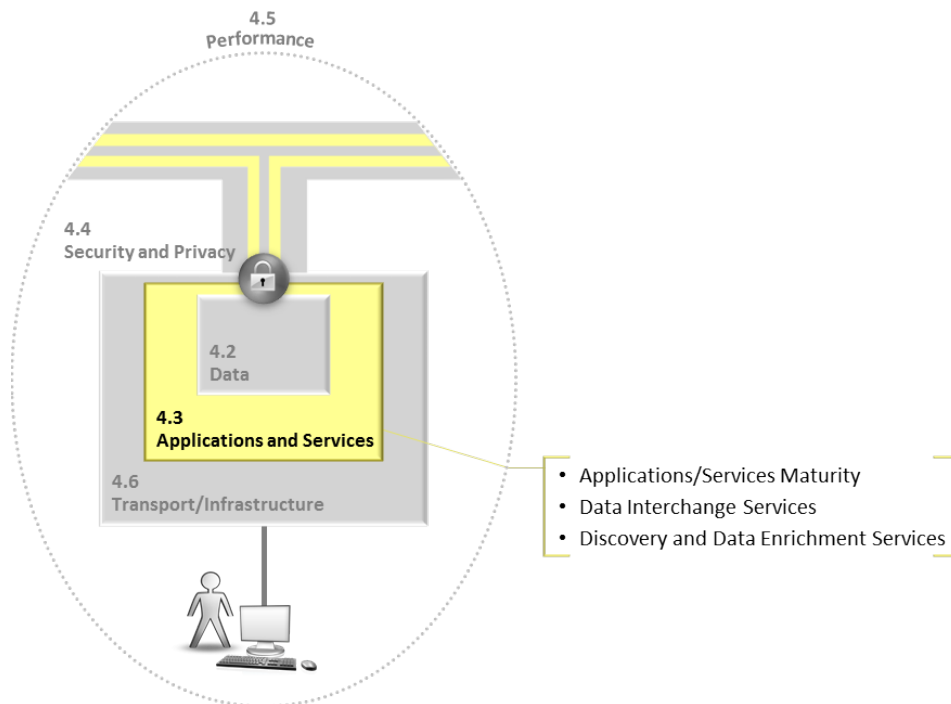 4.5
Performance
4.4
Security and Privacy
4.2
Data
4.3
Applications and Services
4.6
Transport/Infrastructure
• Applications/Services Maturity
• Data Interchange Services
• Discovery and Data Enrichment Services